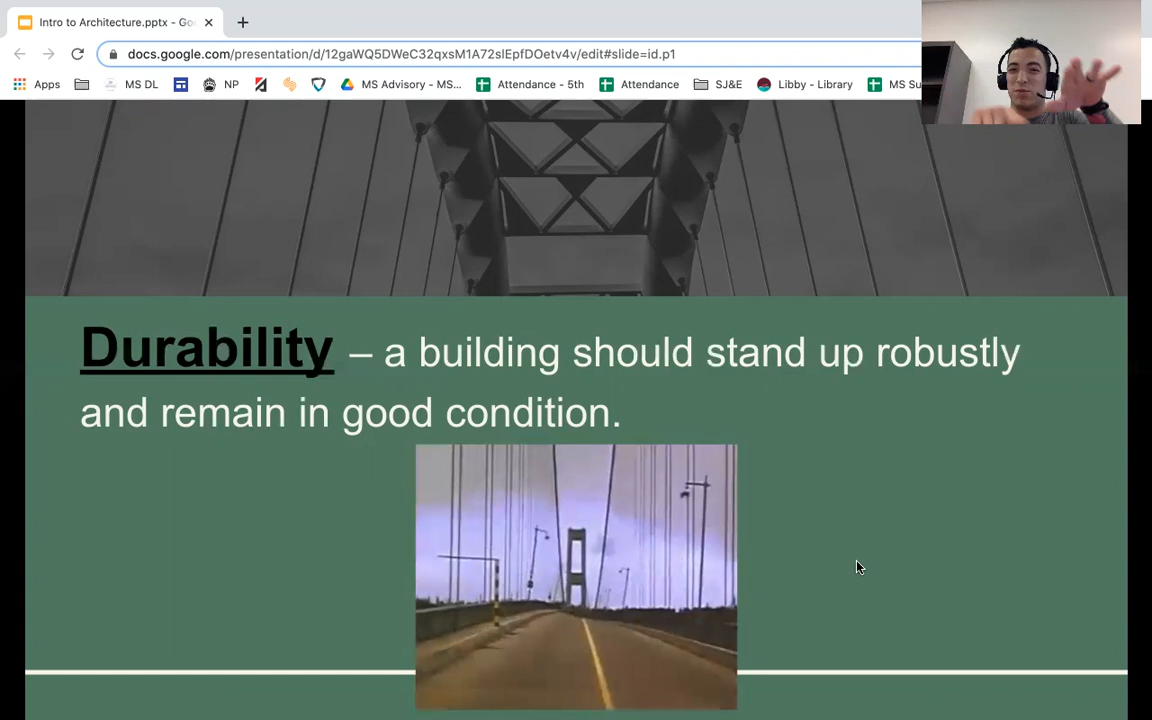 Intro to Architecture.pptx - Go
docs.google.com/presentation/d/12gaWQ5DWeC32qxsM1A72slEpfDOetv4v/edit#slide=id.p1
Apps MS DL NP MS Advisory - MS... Attendance - 5th Attendance SJ&E Libby - Library MS Su
Durability – a building should stand up robustly
and remain in good condition.